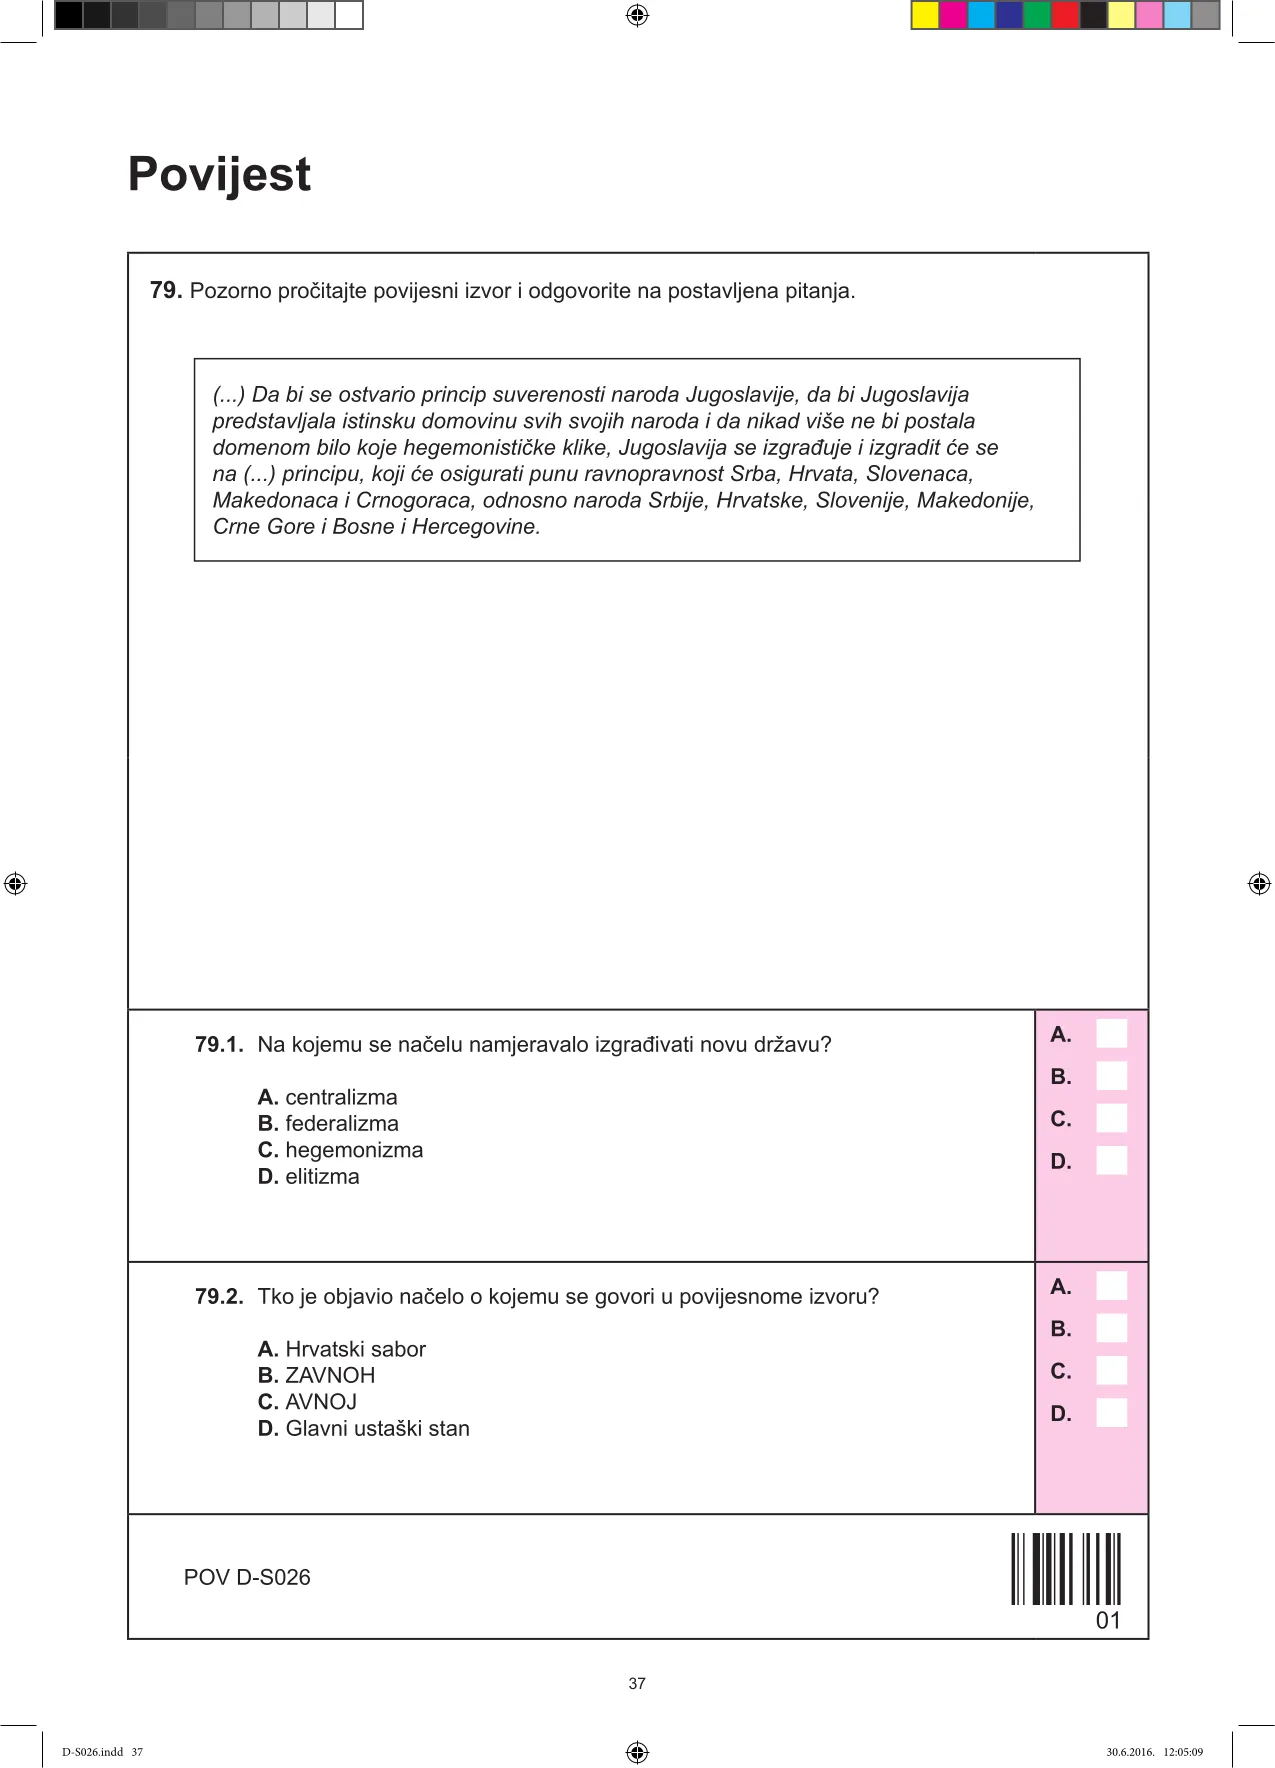 Povijest
79. Pozorno pročitajte povijesni izvor i odgovorite na postavljena pitanja.
(...) Da bi se ostvario princip suverenosti naroda Jugoslavije, da bi Jugoslavija
predstavljala istinsku domovinu svih svojih naroda i da nikad više ne bi postala
domenom bilo koje hegemonističke klike, Jugoslavija se izgrađuje i izgradit će se
na (...) principu, koji će osigurati punu ravnopravnost Srba, Hrvata, Slovenaca,
Makedonaca i Crnogoraca, odnosno naroda Srbije, Hrvatske, Slovenije, Makedonije,
Crne Gore i Bosne i Hercegovine.
79.1. Na kojemu se načelu namjeravalo izgrađivati novu državu?
A. centralizma
B. federalizma
C. hegemonizma
D. elitizma
A.
B.
C.
D.
79.2. Tko je objavio načelo o kojemu se govori u povijesnome izvoru?
A. Hrvatski sabor
B. ZAVNOH
C. AVNOJ
D. Glavni ustaški stan
A.
B.
C.
D.
POV D-S026
01
37
D-S026.indd 37
30.6.2016. 12:05:09